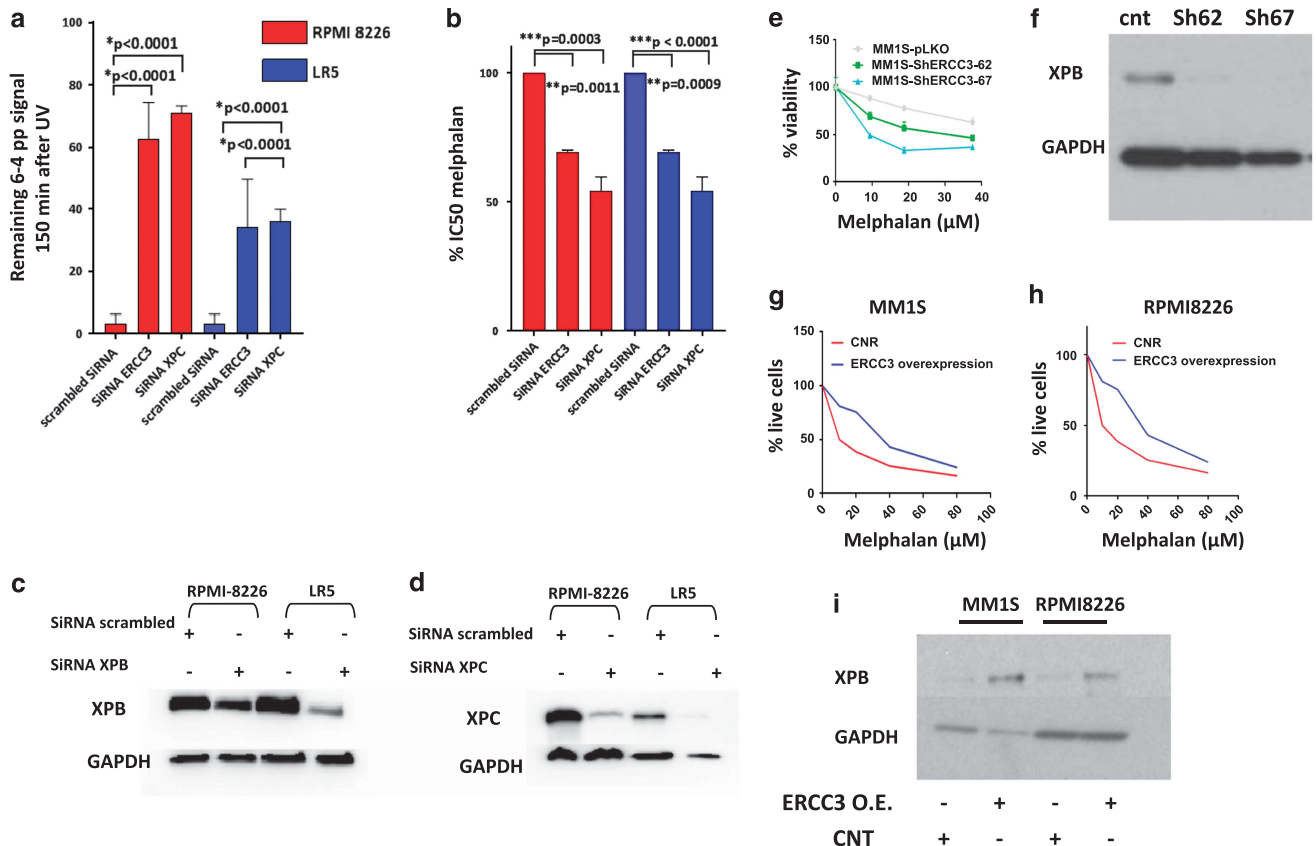 a
Remaining 6-4 pp signal
150 min after UV
100
80
60
40
20
0
*p<0.0001
*p<0.0001
*p<0.0001
*p<0.0001
RPMI 8226
LR5
scrambled SiRNA
SiRNA ERCC3
SiRNA XPC
scrambled SiRNA
SiRNA ERCC3
SiRNA XPC
b
% IC50 melphalan
100
50
0
***p=0.0003
***p < 0.0001
**p=0.0011
**p=0.0009
scrambled SiRNA
SiRNA ERCC3
SiRNA XPC
scrambled SiRNA
SiRNA ERCC3
SiRNA XPC
e
% viability
150
100
50
0
MM1S-pLKO
MM1S-ShERCC3-62
MM1S-ShERCC3-67
0 10 20 30 40
Melphalan (µM)
f
cnt Sh62 Sh67
XPB
GAPDH
g
MM1S
% live cells
150
100
50
0
CNR
ERCC3 overexpression
0 20 40 60 80 100
Melphalan (µM)
h
RPMI8226
% live cells
100
50
0
CNR
ERCC3 overexpression
0 20 40 60 80 100
Melphalan (µM)
c
RPMI-8226 LR5
SiRNA scrambled + - + -
SiRNA XPB - + - +
XPB
GAPDH
d
RPMI-8226 LR5
SiRNA scrambled + - + -
SiRNA XPC - + - +
XPC
GAPDH
i
MM1S RPMI8226
XPB
GAPDH
ERCC3 O.E. - + - +
CNT + - + -